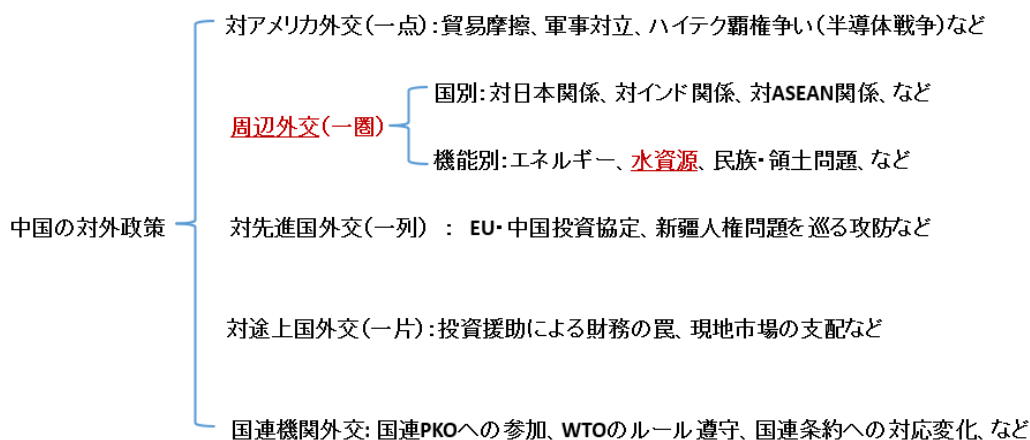 対アメリカ外交(一点):貿易摩擦、軍事対立、ハイテク覇権争い(半導体戦争)など
国別:対日本関係、対インド関係、対ASEAN関係、など
周辺外交(一圏)
機能別:エネルギー、水資源、民族・領土問題、など
中国の対外政策
対先進国外交(一列) : EU・中国投資協定、新疆人権問題を巡る攻防など
対途上国外交(一片):投資援助による財務の罠、現地市場の支配など
国連機関外交:国連PKOへの参加、WTOのルール遵守、国連条約への対応変化、など